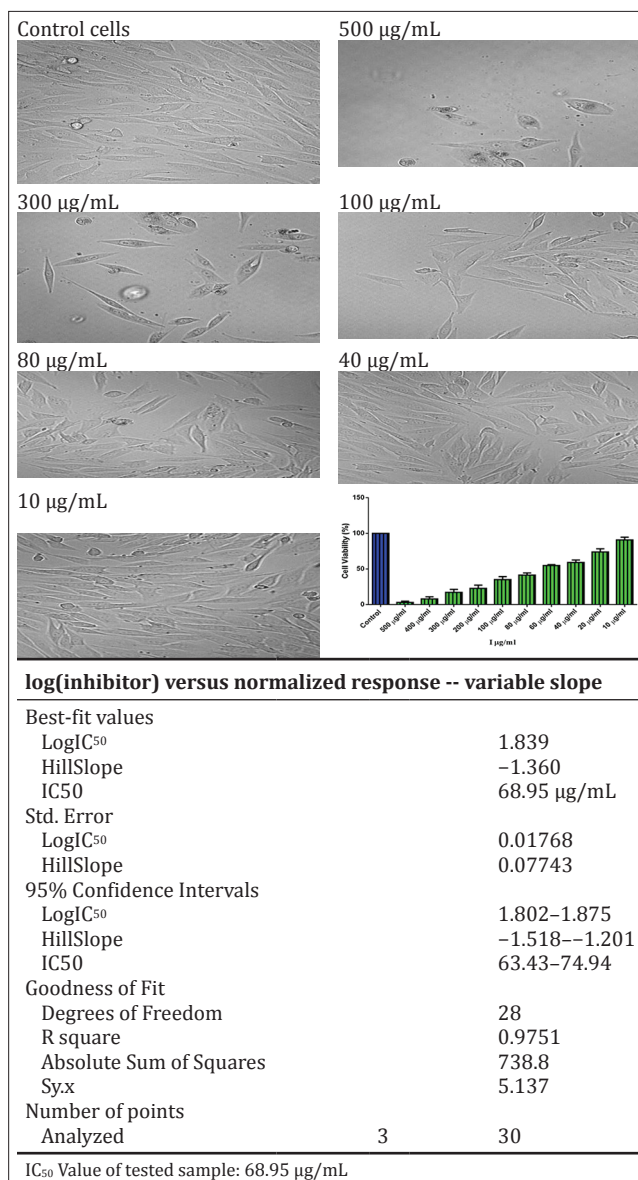 Control cells
500 µg/mL
300 µg/mL
100 µg/mL
80 µg/mL
40 µg/mL
10 µg/mL
150
100
50
0
Cell Viability (%)
Control
500 µg/ml
400 µg/ml
300 µg/ml
200 µg/ml
100 µg/ml
80 µg/ml
60 µg/ml
40 µg/ml
20 µg/ml
10 µg/ml
I µg/ml
log(inhibitor) versus normalized response -- variable slope
Best-fit values
LogIC50 1.839
HillSlope −1.360
IC50 68.95 µg/mL
Std. Error
LogIC50 0.01768
HillSlope 0.07743
95% Confidence Intervals
LogIC50 1.802–1.875
HillSlope −1.518–−1.201
IC50 63.43–74.94
Goodness of Fit
Degrees of Freedom 28
R square 0.9751
Absolute Sum of Squares 738.8
Sy.x 5.137
Number of points
Analyzed 3 30
IC50 Value of tested sample: 68.95 µg/mL